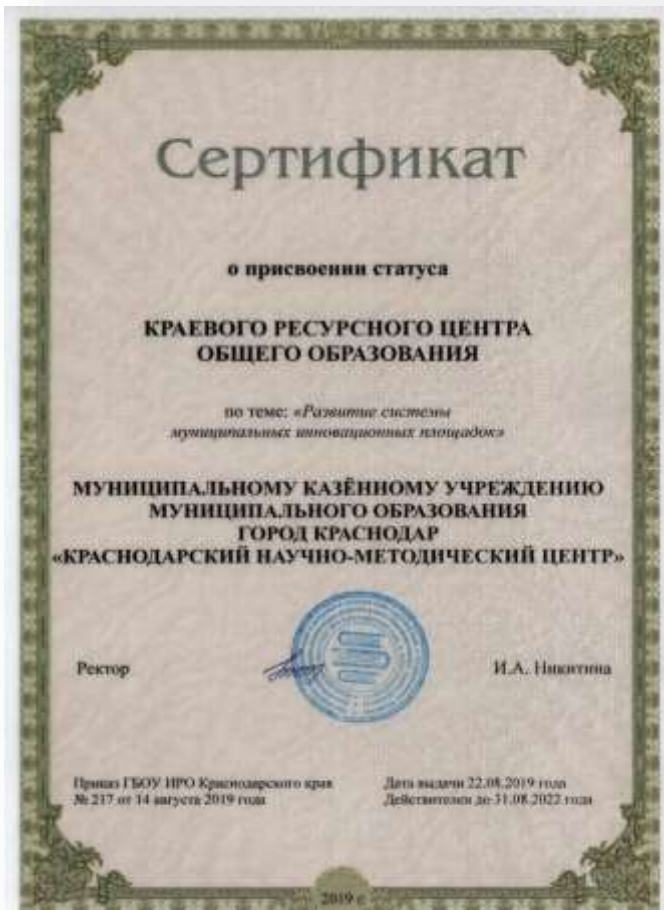 Сертификат
о присвоении статуса
КРАЕВОГО РЕСУРСНОГО ЦЕНТРА
ОБЩЕГО ОБРАЗОВАНИЯ
по теме: «Развитие системы
муниципальных инновационных площадок»
МУНИЦИПАЛЬНОМУ КАЗЁННОМУ УЧРЕЖДЕНИЮ
МУНИЦИПАЛЬНОГО ОБРАЗОВАНИЯ
ГОРОД КРАСНОДАР
«КРАСНОДАРСКИЙ НАУЧНО-МЕТОДИЧЕСКИЙ ЦЕНТР»
Ректор И.А. Никитина
Приказ ГБОУ ИРО Краснодарского края
№ 217 от 14 августа 2019 года
Дата выдачи 22.08.2019 года
Действителен до 31.08.2022 года
2019 г.